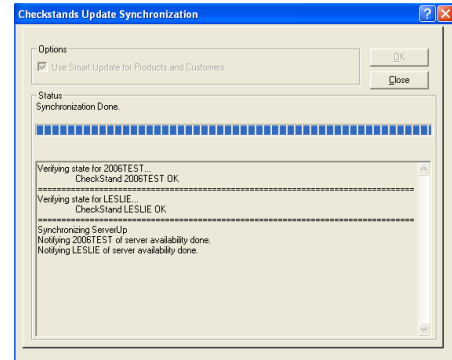 Checkstands Update Synchronization
Options
Use Smart Update for Products and Customers
OK
Close
Status
Synchronization Done.
Verifying state for 2006TEST...
CheckStand 2006TEST OK
================================================================================
Verifying state for LESLIE...
CheckStand LESLIE OK
================================================================================
Synchronizing ServerUp
Notifying 2006TEST of server availability done.
Notifying LESLIE of server availability done.